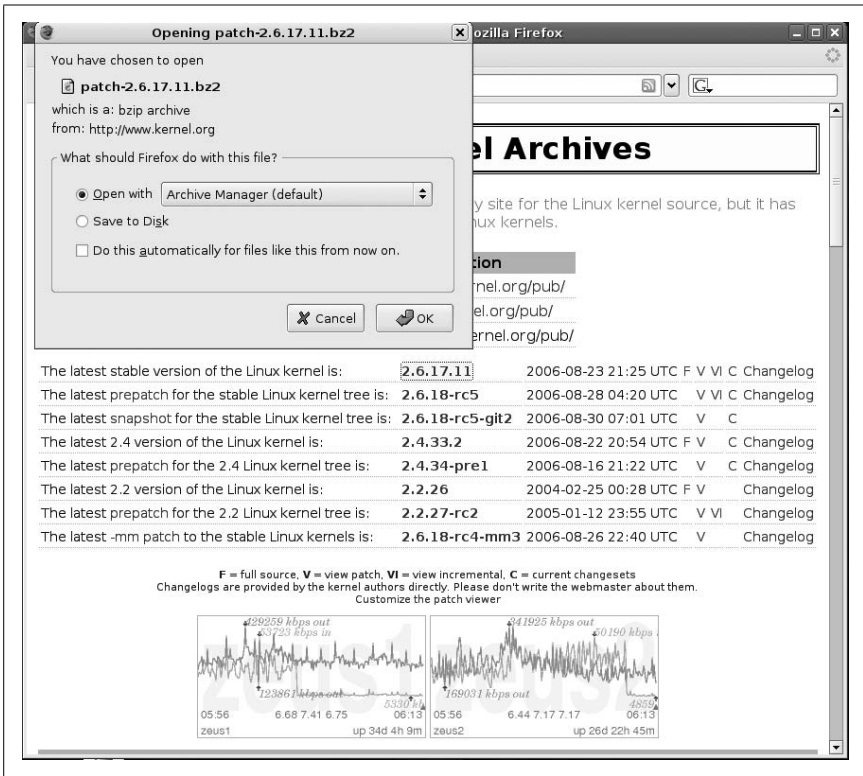 Opening patch-2.6.17.11.bz2
ozilla Firefox
You have chosen to open
patch-2.6.17.11.bz2
which is a: bzip archive
from: http://www.kernel.org
What should Firefox do with this file?
Open with Archive Manager (default)
Save to Disk
Do this automatically for files like this from now on.
Cancel OK
G
el Archives
y site for the Linux kernel source, but it has
nux kernels.
tion
rnel.org/pub/
el.org/pub/
ernel.org/pub/
The latest stable version of the Linux kernel is: 2.6.17.11 2006-08-23 21:25 UTC F V VI C Changelog
The latest prepatch for the stable Linux kernel tree is: 2.6.18-rc5 2006-08-28 04:20 UTC V VI C Changelog
The latest snapshot for the stable Linux kernel tree is: 2.6.18-rc5-git2 2006-08-30 07:01 UTC V C
The latest 2.4 version of the Linux kernel is: 2.4.33.2 2006-08-22 20:54 UTC F V C Changelog
The latest prepatch for the 2.4 Linux kernel tree is: 2.4.34-pre1 2006-08-16 21:22 UTC V C Changelog
The latest 2.2 version of the Linux kernel is: 2.2.26 2004-02-25 00:28 UTC F V Changelog
The latest prepatch for the 2.2 Linux kernel tree is: 2.2.27-rc2 2005-01-12 23:55 UTC V VI Changelog
The latest -mm patch to the stable Linux kernels is: 2.6.18-rc4-mm3 2006-08-26 22:40 UTC V Changelog
F = full source, V = view patch, VI = view incremental, C = current changesets
Changelogs are provided by the kernel authors directly. Please don't write the webmaster about them.
Customize the patch viewer
429259 kbps out
53723 kbps in
zeus1
123861 kbps out
5330 kb
05:56 6.68 7.41 6.75 06:13
zeus1 up 34d 4h 9m
341925 kbps out
50190 kbps
zeus2
169031 kbps out
4859
05:56 6.44 7.17 7.17 06:13
zeus2 up 26d 22h 45m